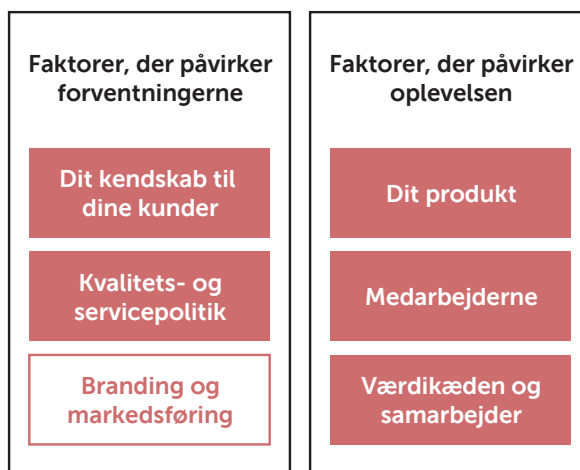 Faktorer, der påvirker
forventningerne
Dit kendskab til
dine kunder
Kvalitets- og
servicepolitik
Branding og
markedsføring
Faktorer, der påvirker
oplevelsen
Dit produkt
Medarbejderne
Værdikæden og
samarbejder